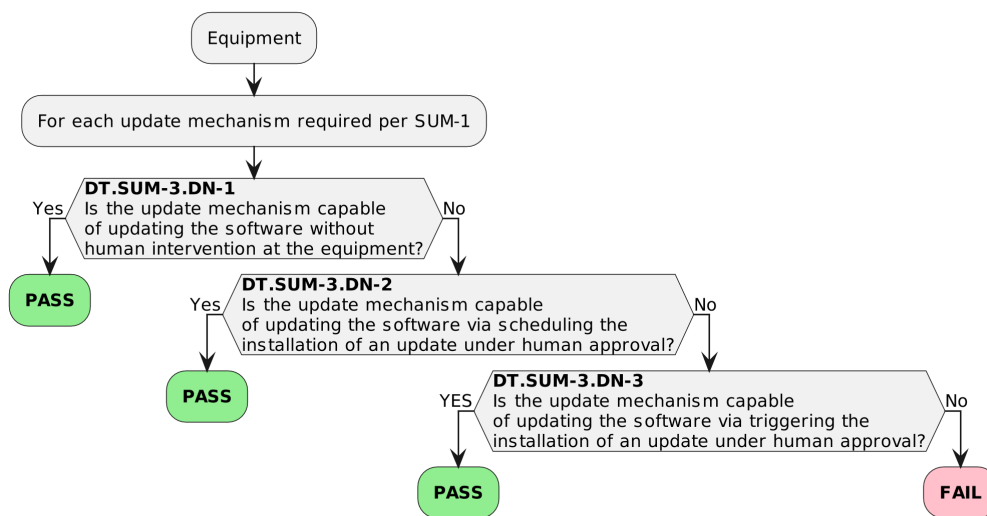 Equipment
For each update mechanism required per SUM-1
DT.SUM-3.DN-1
Yes
Is the update mechanism capable
No
of updating the software without
human intervention at the equipment?
PASS
DT.SUM-3.DN-2
Yes
Is the update mechanism capable
No
of updating the software via scheduling the
installation of an update under human approval?
PASS
DT.SUM-3.DN-3
YES
Is the update mechanism capable
No
of updating the software via triggering the
installation of an update under human approval?
PASS
FAIL